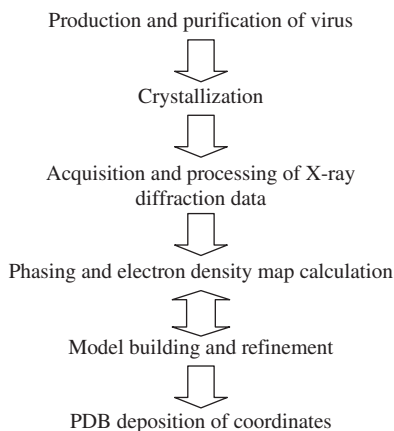 Production and purification of virus
Crystallization
Acquisition and processing of X-ray
diffraction data
Phasing and electron density map calculation
Model building and refinement
PDB deposition of coordinates